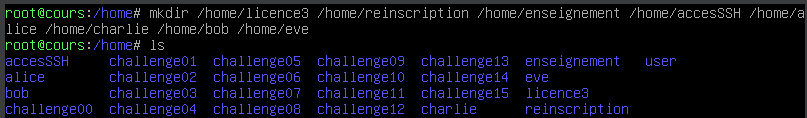 root@cours:/home# mkdir /home/licence3 /home/reinscription /home/enseignement /home/accesSSH /home/a
lice /home/charlie /home/bob /home/eve
root@cours:/home# ls
accesSSH challenge01 challenge05 challenge09 challenge13 enseignement user
alice challenge02 challenge06 challenge10 challenge14 eve
bob challenge03 challenge07 challenge11 challenge15 licence3
challenge00 challenge04 challenge08 challenge12 charlie reinscription